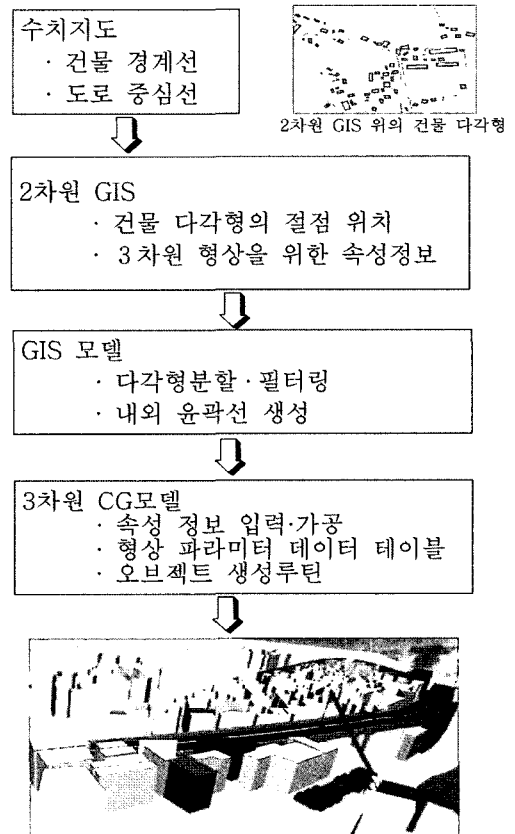 수치지도
· 건물 경계선
· 도로 중심선
2차원 GIS 위의 건물 다각형
2차원 GIS
· 건물 다각형의 절점 위치
· 3차원 형상을 위한 속성정보
GIS 모델
· 다각형분할·필터링
· 내외 윤곽선 생성
3차원 CG모델
· 속성 정보 입력·가공
· 형상 파라미터 데이터 테이블
· 오브젝트 생성루틴